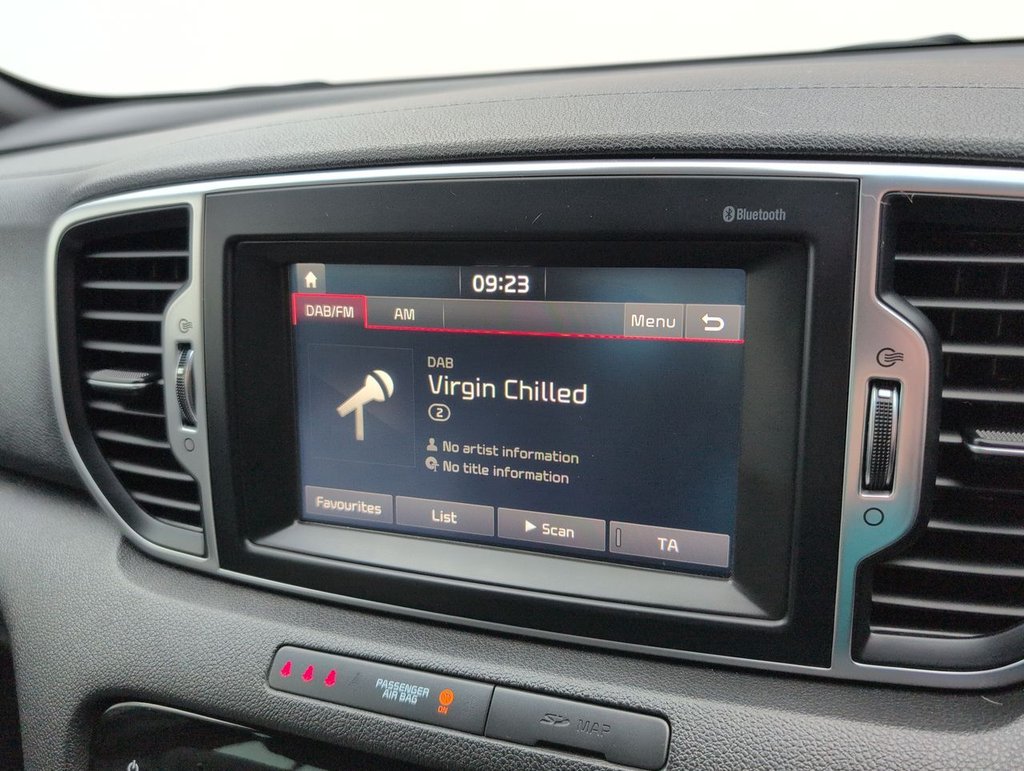 Bluetooth
09:23
DAB/FM AM Menu
DAB
Virgin Chilled
2
No artist information
No title information
Favourites List Scan TA
PASSENGER
AIR BAG
ON
SD MAP